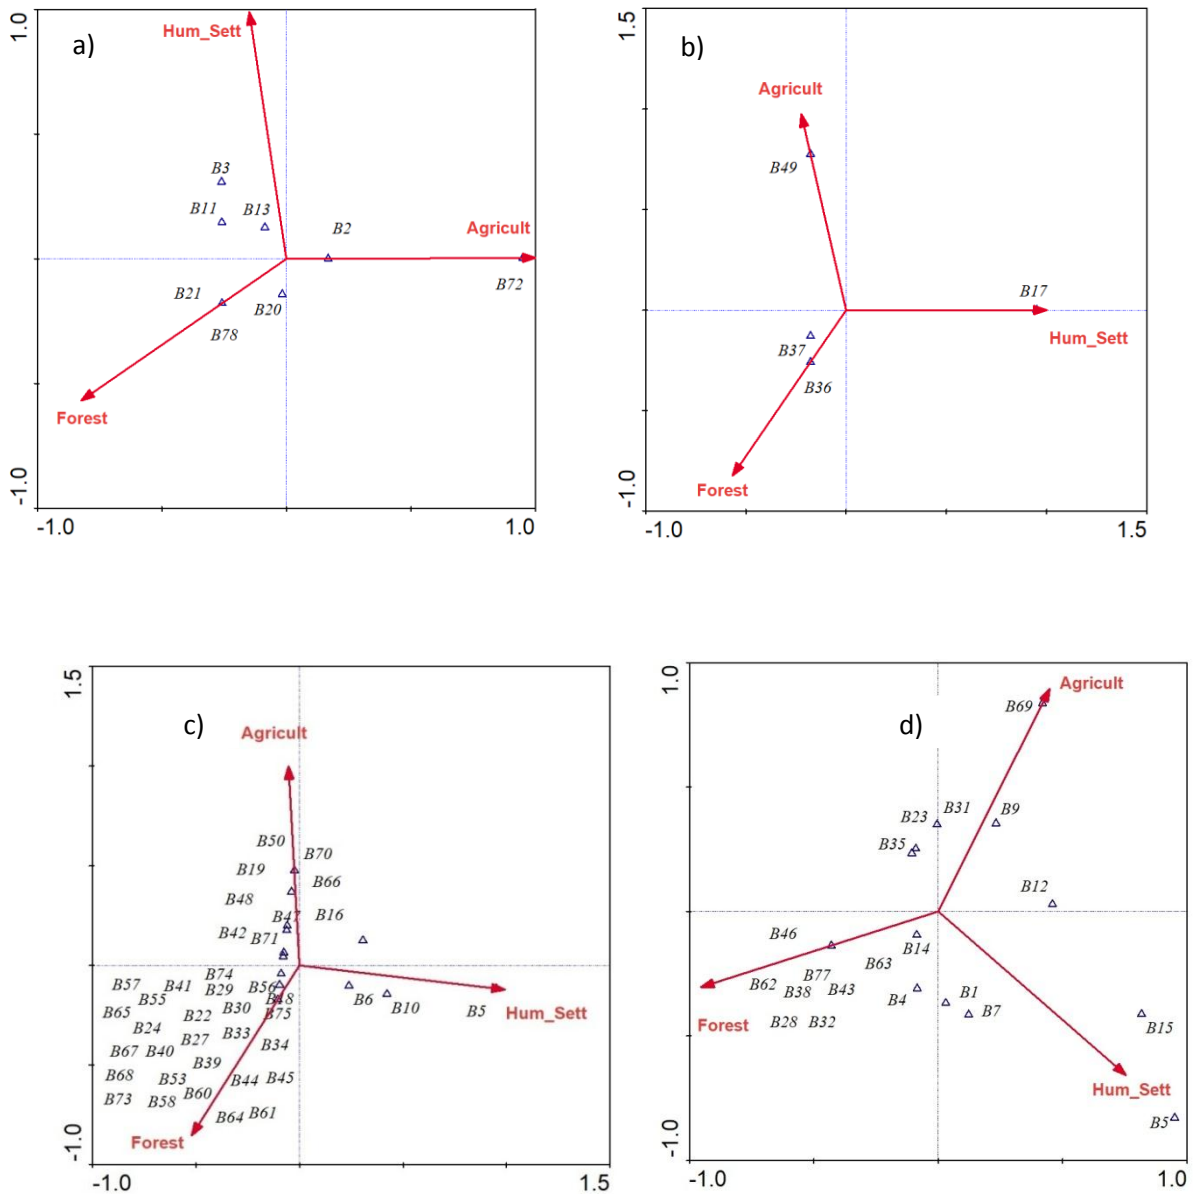 1.0
a)
Hum_Sett
B3
B11
B13
B2
Agricult
B72
B21
B20
B78
Forest
-1.0
-1.0
1.0
1.5
b)
Agricult
B49
B17
Hum_Sett
B37
B36
Forest
-1.0
-1.0
1.5
1.5
c)
Agricult
B50
B70
B19
B66
B48
B47
B16
B42
B71
B74
B57
B41
B29
B56
B55
B18
B6
B10
B5
Hum_Sett
B65
B22
B30
B75
B24
B27
B33
B34
B67
B40
B39
B68
B53
B44
B45
B73
B58
B60
B64
B61
Forest
-1.0
-1.0
1.5
1.0
d)
Agricult
B69
B23
B31
B9
B35
B12
B46
B14
B63
B62
B77
B38
B43
B4
B1
B7
B28
B32
B15
Forest
Hum_Sett
B5
-1.0
-1.0
1.0